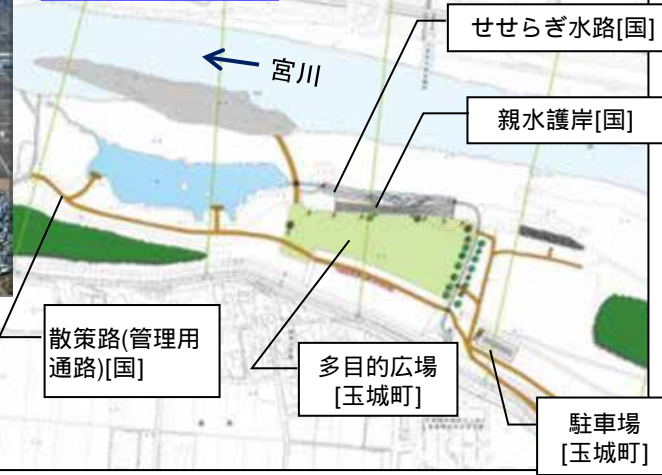 せせらぎ水路[国]
宮川
親水護岸[国]
散策路(管理用
通路)[国]
多目的広場
[玉城町]
駐車場
[玉城町]